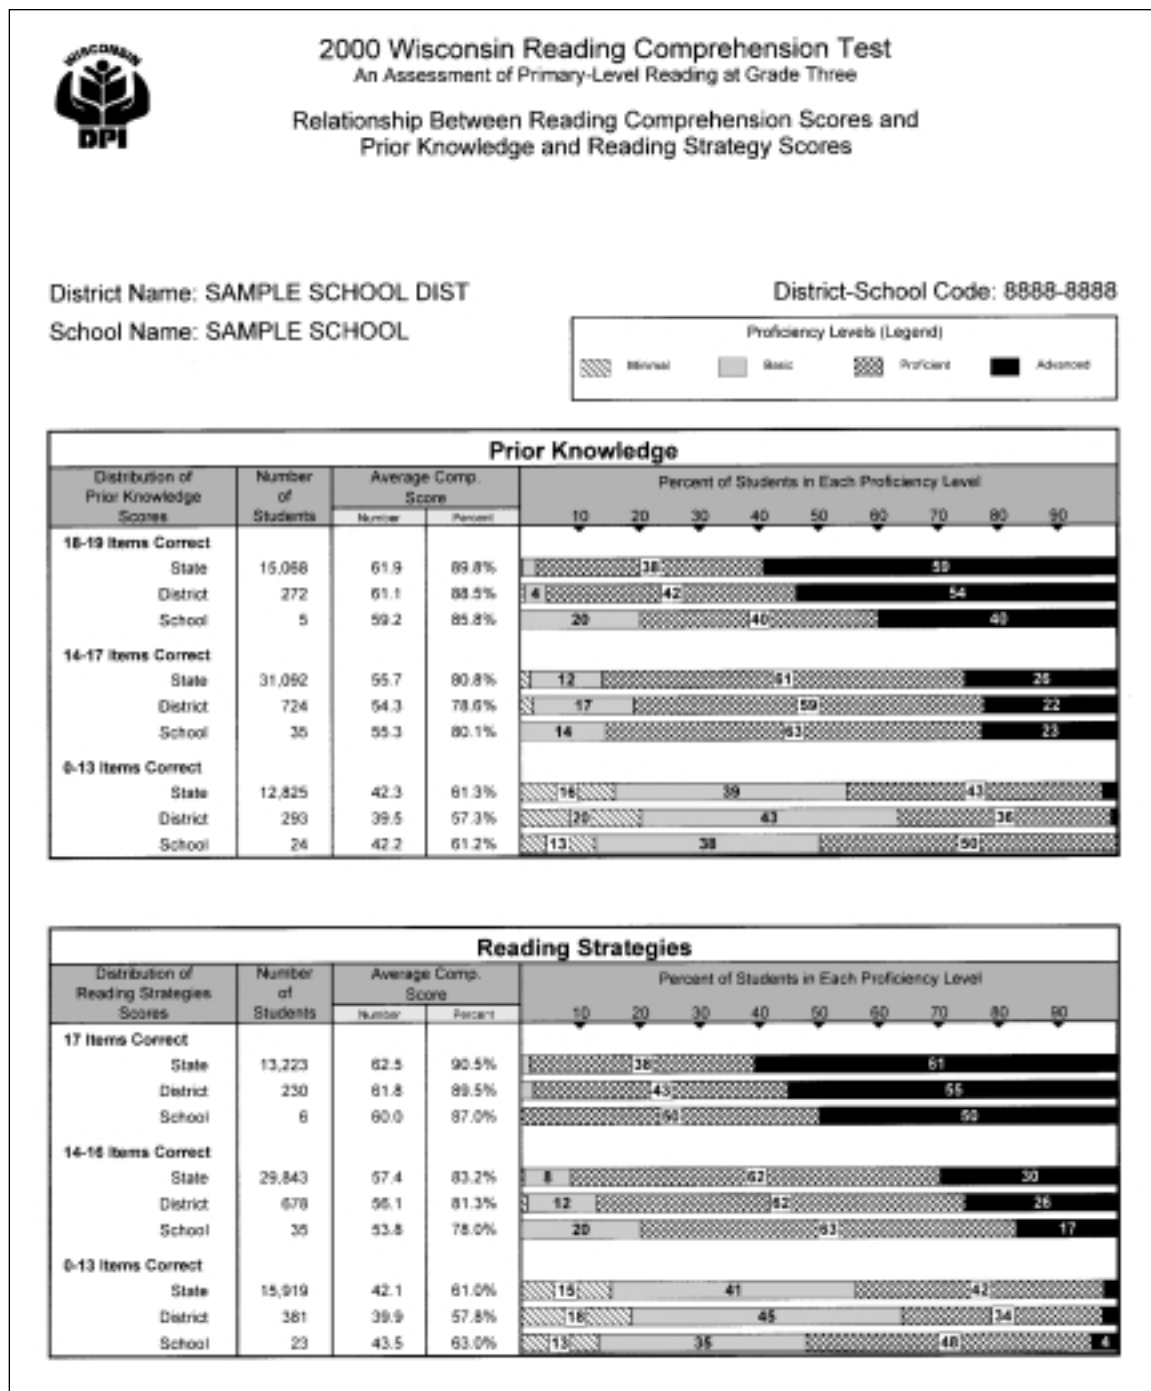 WISCONSIN
DPI
2000 Wisconsin Reading Comprehension Test
An Assessment of Primary-Level Reading at Grade Three
Relationship Between Reading Comprehension Scores and
Prior Knowledge and Reading Strategy Scores
District Name: SAMPLE SCHOOL DIST
District-School Code: 8888-8888
School Name: SAMPLE SCHOOL
Proficiency Levels (Legend)
Minimal Basic Proficient Advanced
Prior Knowledge
Distribution of Prior Knowledge Scores
Number of Students
Average Comp. Score
Number Percent
Percent of Students in Each Proficiency Level
10 20 30 40 50 60 70 80 90
18-19 Items Correct
State 15,068 61.9 89.8% 38 59
District 272 61.1 88.5% 4 42 54
School 5 59.2 85.8% 20 40 40
14-17 Items Correct
State 31,092 55.7 80.8% 12 61 26
District 724 54.3 78.6% 17 59 22
School 35 55.3 80.1% 14 63 23
0-13 Items Correct
State 12,825 42.3 61.3% 16 39 43
District 293 39.5 57.3% 20 43 36
School 24 42.2 61.2% 13 38 50
Reading Strategies
Distribution of Reading Strategies Scores
Number of Students
Average Comp. Score
Number Percent
Percent of Students in Each Proficiency Level
10 20 30 40 50 60 70 80 90
17 Items Correct
State 13,223 62.5 90.5% 38 61
District 230 61.8 89.5% 43 55
School 6 60.0 87.0% 50 50
14-16 Items Correct
State 29,843 57.4 83.2% 8 62 30
District 678 56.1 81.3% 12 62 26
School 35 53.8 78.0% 20 63 17
0-13 Items Correct
State 15,919 42.1 61.0% 15 41 42
District 381 39.9 57.8% 18 45 34
School 23 43.5 63.0% 13 35 48 4